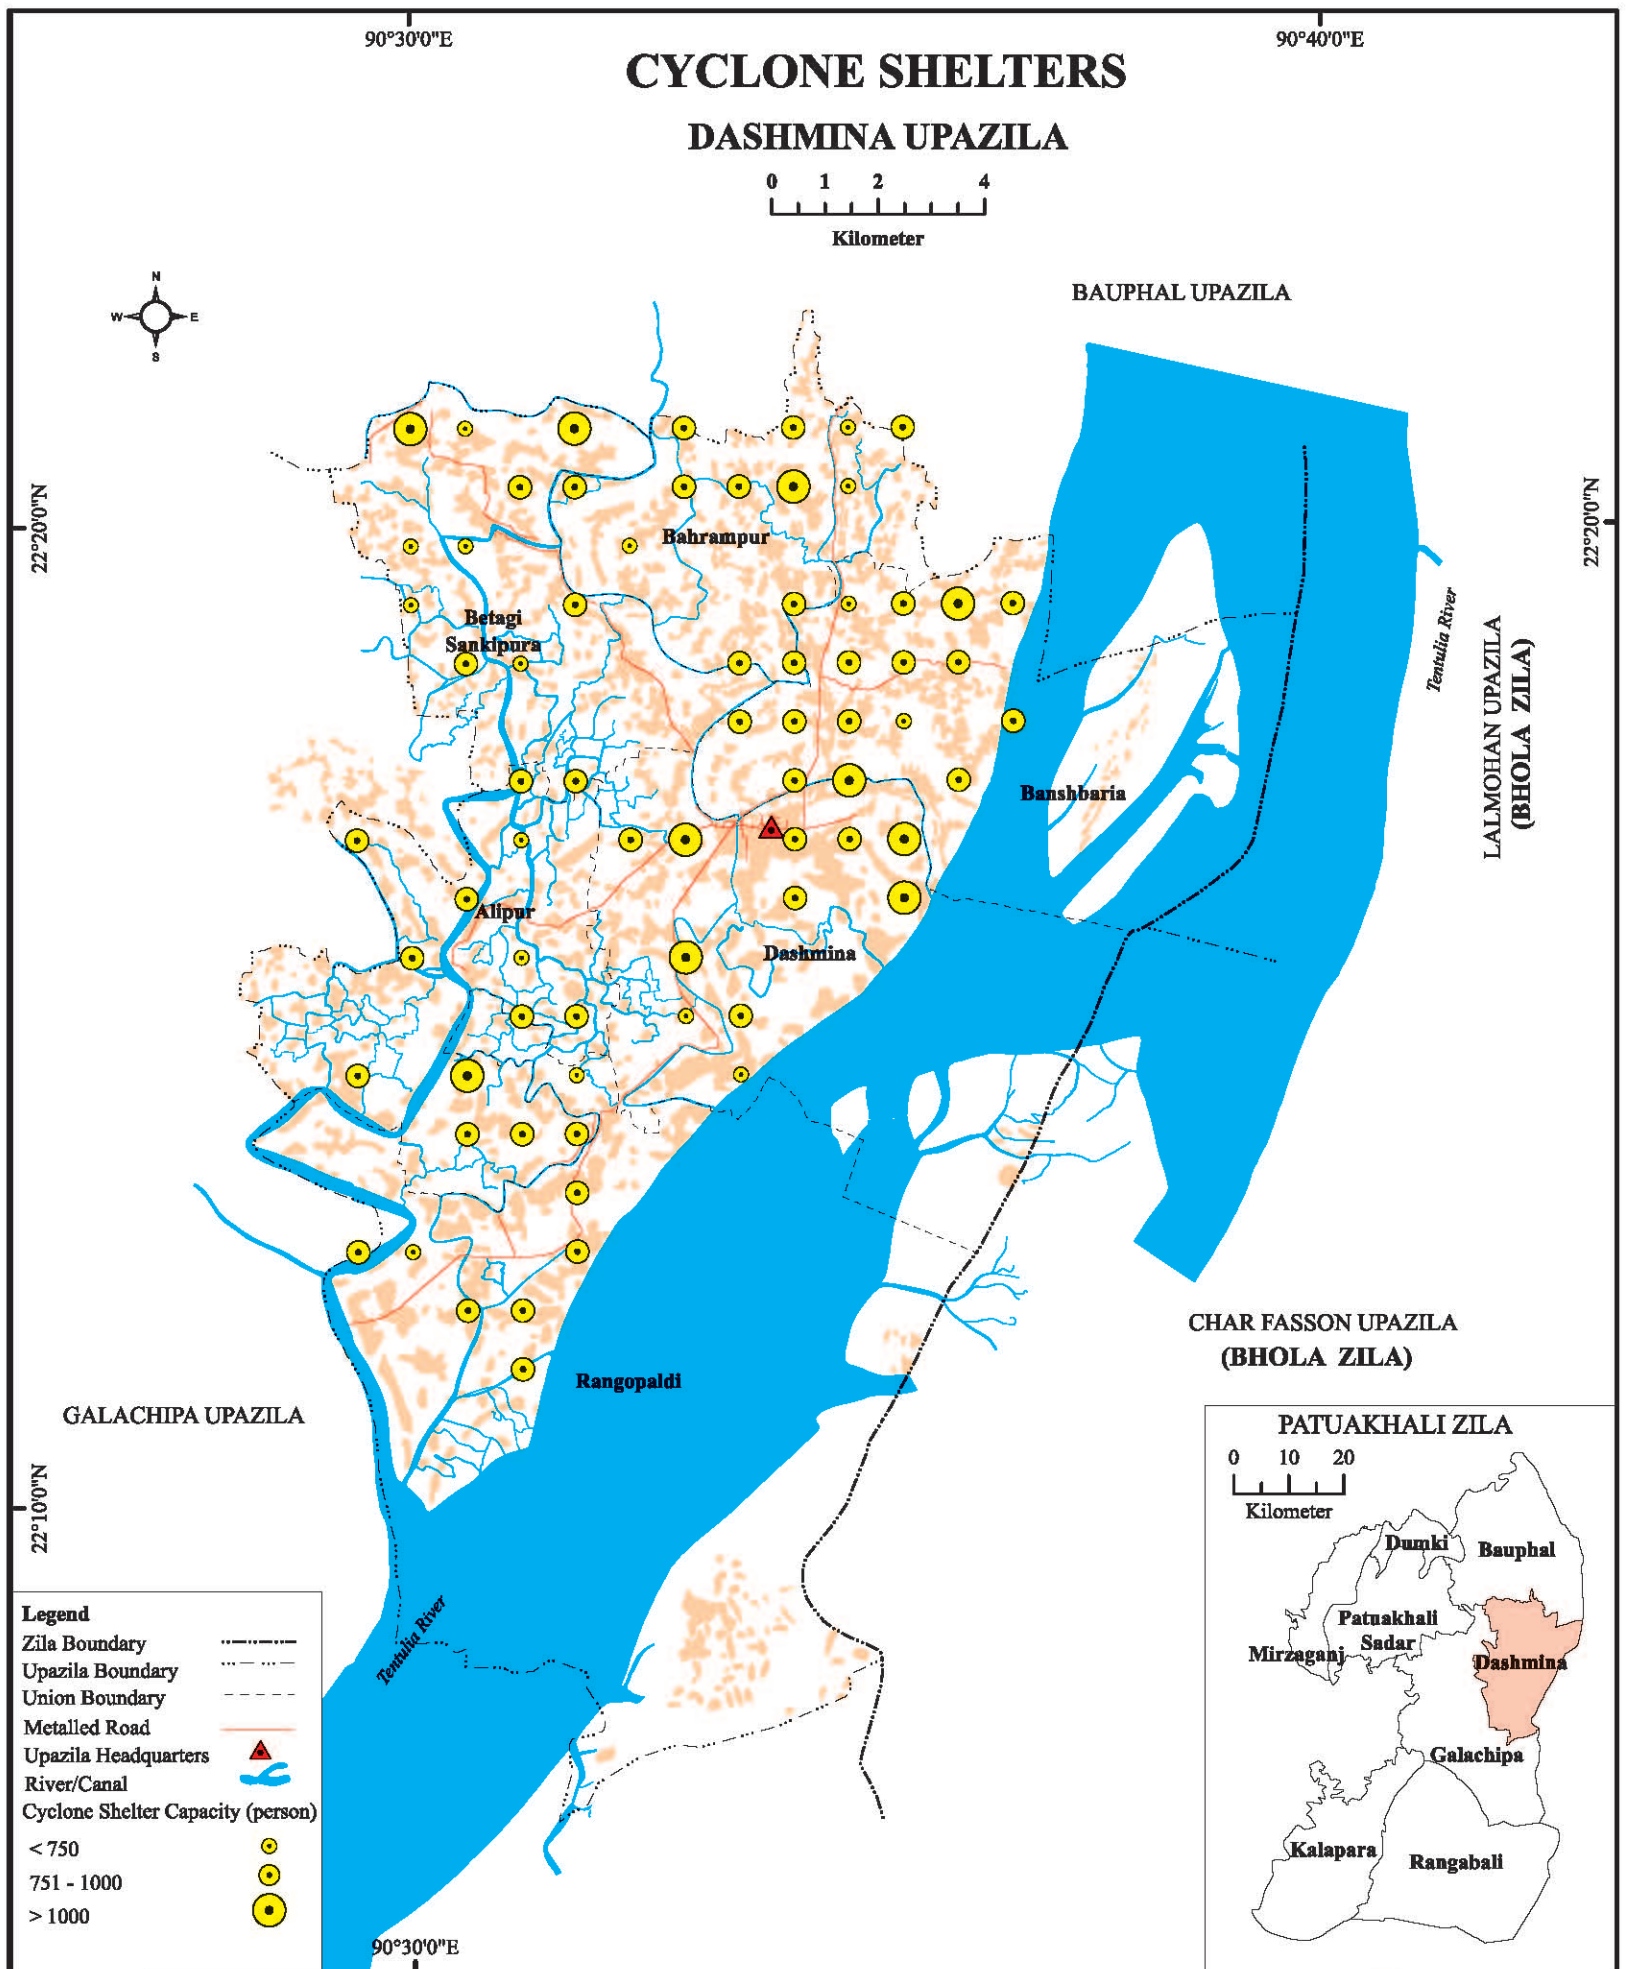 90°30'0"E
90°40'0"E
CYCLONE SHELTERS
DASHMINA UPAZILA
0 1 2 4
Kilometer
N
W E
S
BAUPHAL UPAZILA
22°20'0"N
22°20'0"N
Bahrampur
Betagi
Sankipura
Tentulia River
LALMOHAN UPAZILA
(BHOLA ZILA)
Banshbaria
Alipur
Dashmina
CHAR FASSON UPAZILA
(BHOLA ZILA)
Rangopaldi
GALACHIPA UPAZILA
22°10'0"N
Tentulia River
90°30'0"E
Legend
Zila Boundary
Upazila Boundary
Union Boundary
Metalled Road
Upazila Headquarters
River/Canal
Cyclone Shelter Capacity (person)
< 750
751 - 1000
> 1000
PATUAKHALI ZILA
0 10 20
Kilometer
Dumki
Bauphal
Patuakhali
Sadar
Mirzaganj
Dashmina
Galachipa
Kalapara
Rangabali